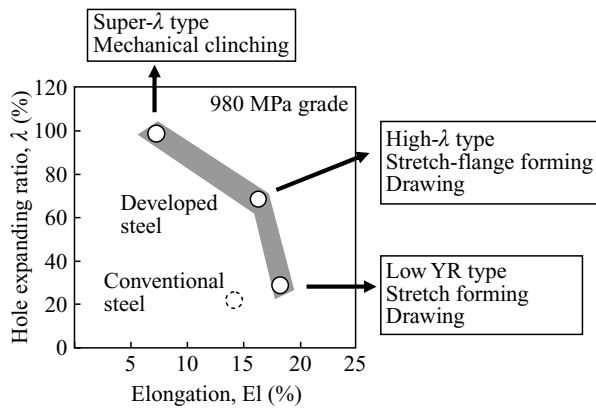 Super-λ type
Mechanical clinching
120
100
80
60
40
20
0
Hole expanding ratio, λ (%)
980 MPa grade
Developed
steel
Conventional
steel
High-λ type
Stretch-flange forming
Drawing
Low YR type
Stretch forming
Drawing
5 10 15 20 25
Elongation, El (%)